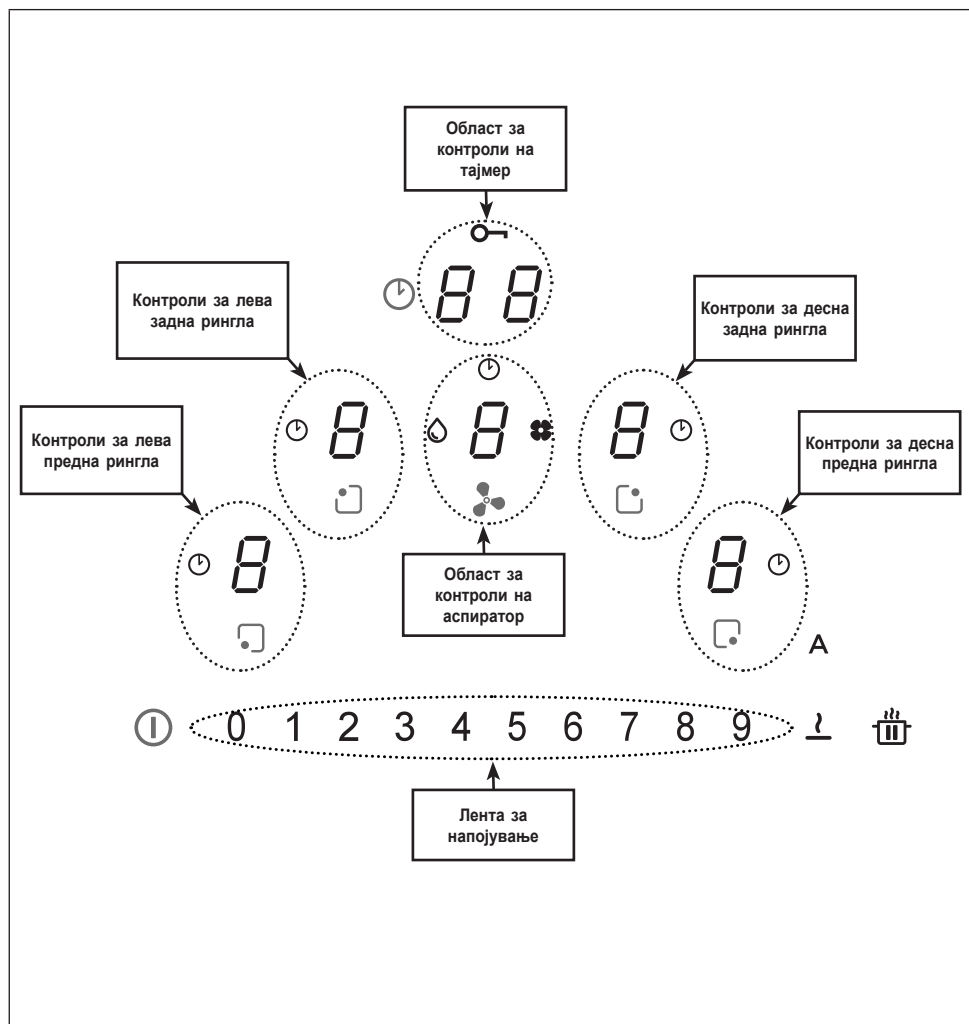 Област за
контроли на
тајмер
8 8
Контроли за лева
задна рингла
Контроли за десна
задна рингла
Контроли за лева
предна рингла
Контроли за десна
предна рингла
8 8 8
8 8
Област за
контроли на
аспиратор
A
0 1 2 3 4 5 6 7 8 9
Лента за
напојување